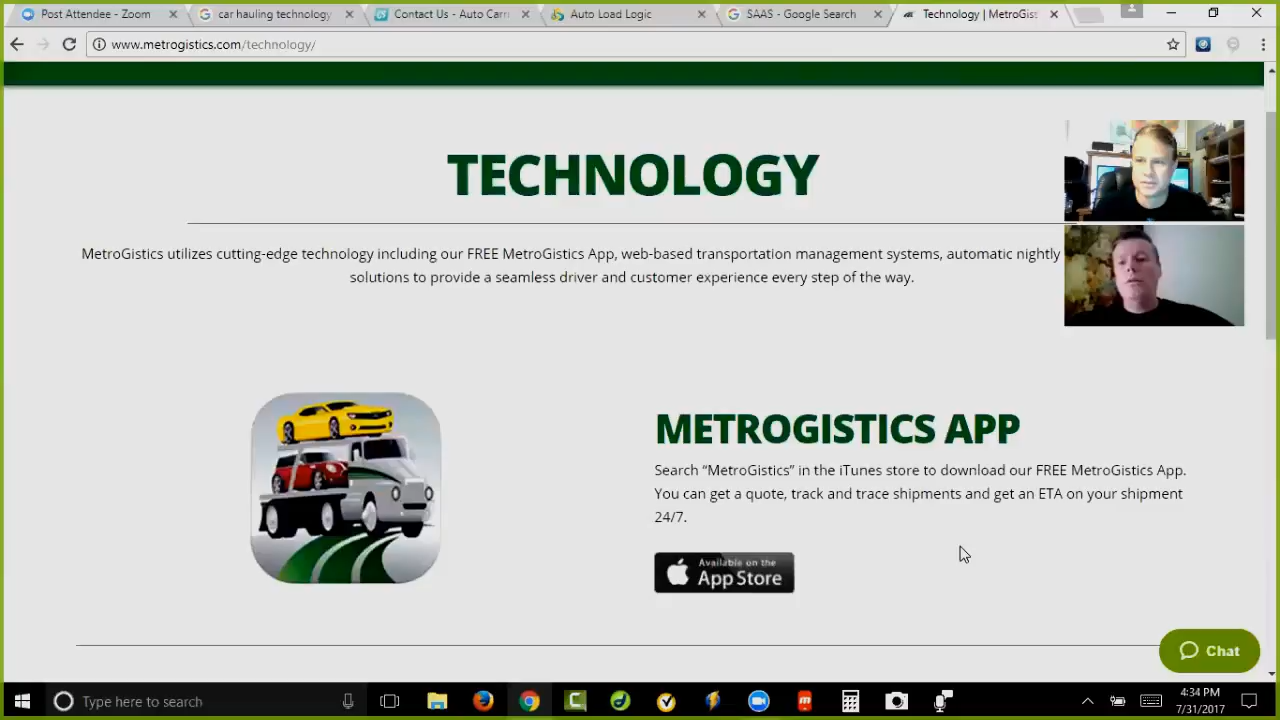 Post Attendee - Zoom
car hauling technology
Contact Us - Auto Carri
Auto Load Logic
SAAS - Google Search
Technology | MetroGist
www.metrogistics.com/technology/
TECHNOLOGY
MetroGistics utilizes cutting-edge technology including our FREE MetroGistics App, web-based transportation management systems, automatic nightly
solutions to provide a seamless driver and customer experience every step of the way.
METROGISTICS APP
Search “MetroGistics” in the iTunes store to download our FREE MetroGistics App.
You can get a quote, track and trace shipments and get an ETA on your shipment
24/7.
Available on the
App Store
Chat
Type here to search
4:34 PM
7/31/2017